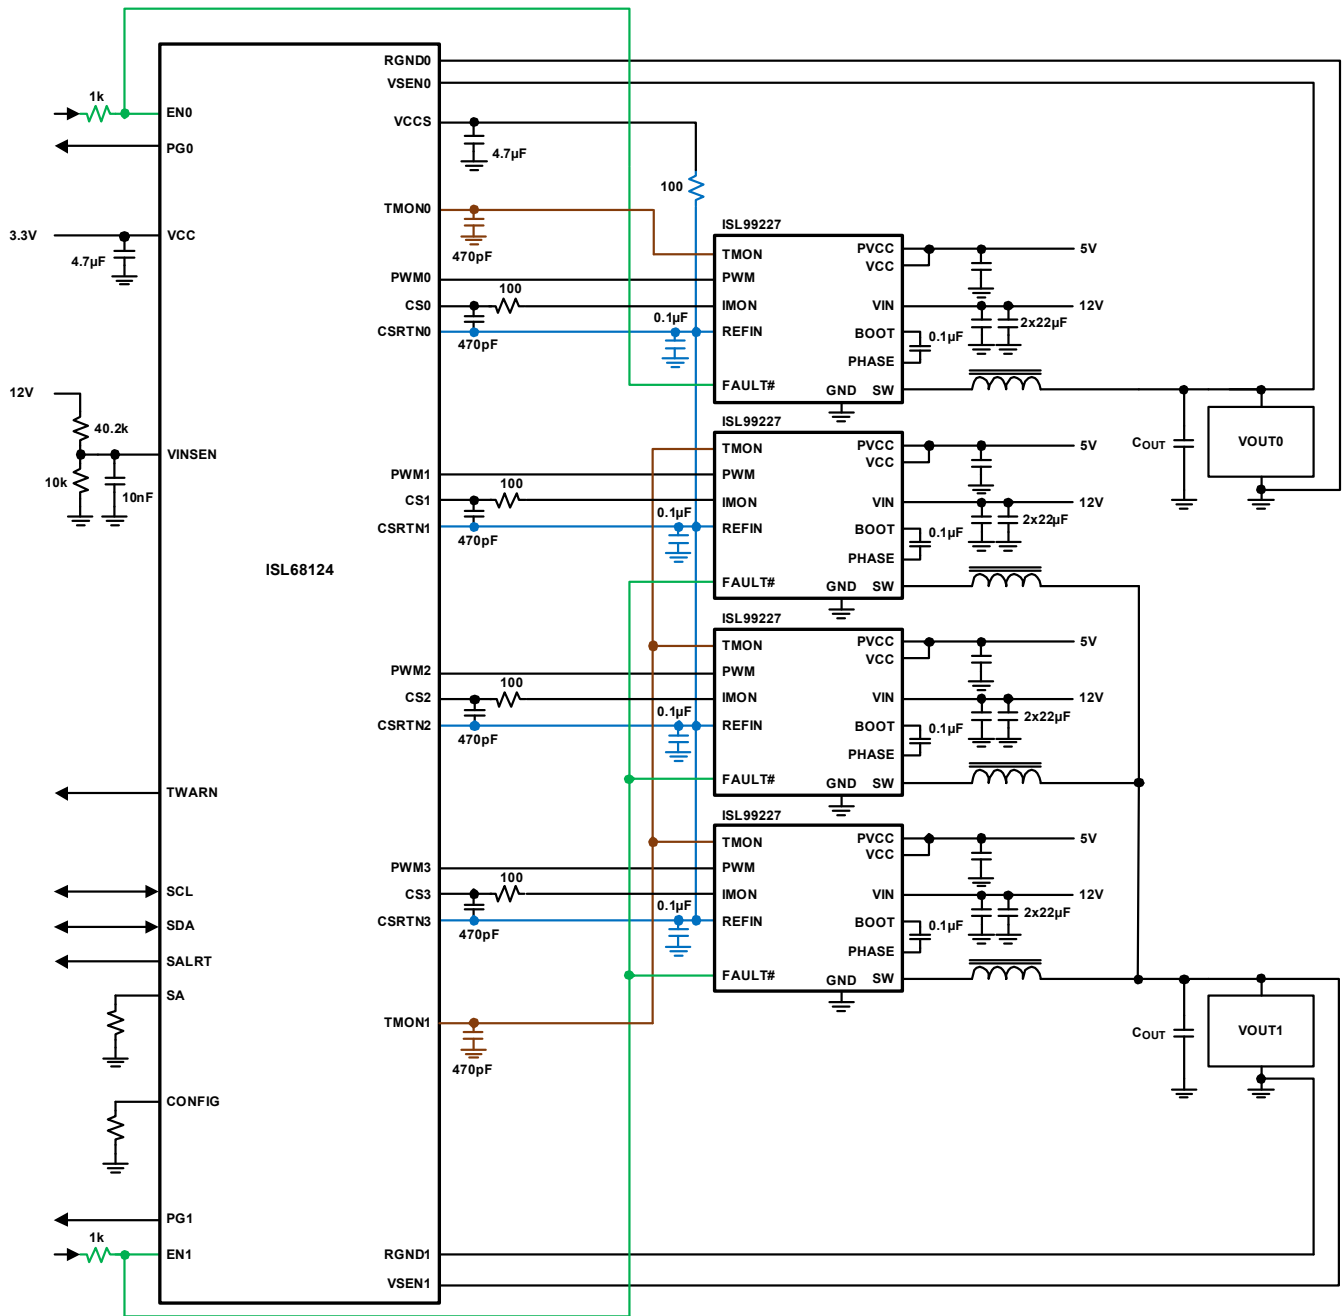 RGND0
VSEN0
1k
EN0
VCCS
PG0
4.7µF
100
TMON0
ISL99227
3.3V
VCC
4.7µF
470pF
TMON
PVCC
VCC
5V
PWM0
PWM
CS0
100
IMON
VIN
12V
2x22µF
CSRTN0
470pF
0.1µF
REFIN
BOOT
0.1µF
PHASE
FAULT#
GND
SW
12V
40.2k
VINSEN
10k
10nF
ISL99227
TMON
PVCC
VCC
5V
COUT
VOUT0
PWM1
PWM
CS1
100
IMON
VIN
12V
2x22µF
CSRTN1
470pF
0.1µF
REFIN
BOOT
0.1µF
PHASE
ISL68124
FAULT#
GND
SW
ISL99227
TMON
PVCC
VCC
5V
PWM2
PWM
CS2
100
IMON
VIN
12V
2x22µF
CSRTN2
470pF
0.1µF
REFIN
BOOT
0.1µF
PHASE
FAULT#
GND
SW
TWARN
ISL99227
TMON
PVCC
VCC
5V
PWM3
PWM
SCL
CS3
100
IMON
VIN
12V
2x22µF
SDA
CSRTN3
470pF
0.1µF
REFIN
BOOT
0.1µF
PHASE
SALRT
FAULT#
GND
SW
SA
TMON1
470pF
COUT
VOUT1
CONFIG
PG1
1k
EN1
RGND1
VSEN1